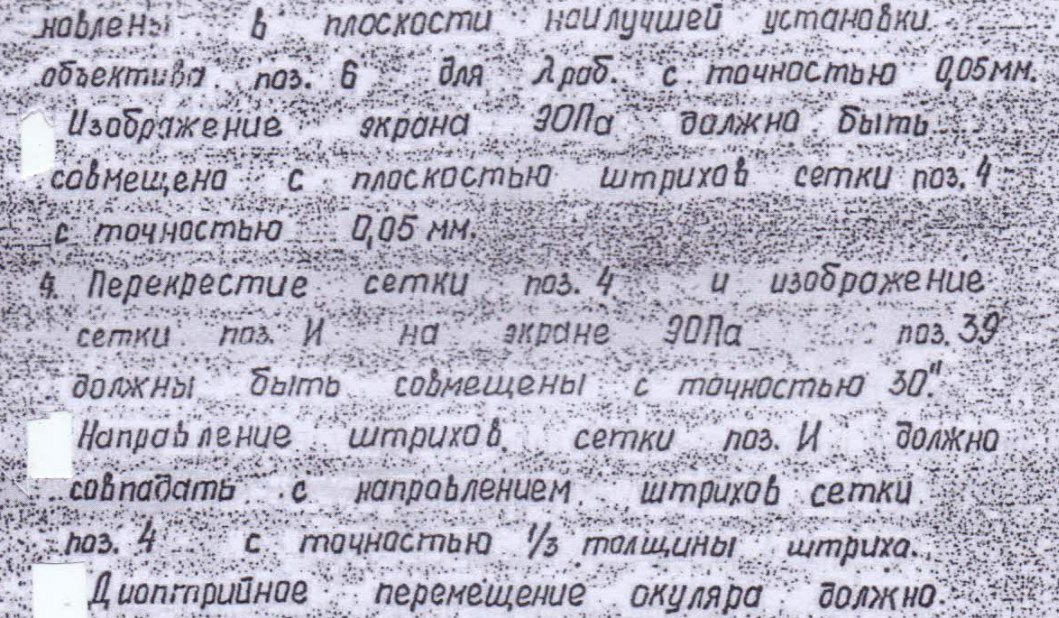 новлены в плоскости наилучшей установки
объектива поз. 6 для λ раб. с точностью 0,05мм.
Изображение экрана ЭОПа должно быть
совмещено с плоскостью штрихов сетки поз. 4
с точностью 0,05 мм.
4. Перекрестие сетки поз. 4 и изображение
сетки поз. И на экране ЭОПа поз. 39
должны быть совмещены с точностью 30".
Направление штрихов сетки поз. И должно
совпадать с направлением штрихов сетки
поз. 4 с точностью 1/3 толщины штриха.
Диоптрийное перемещение окуляра должно